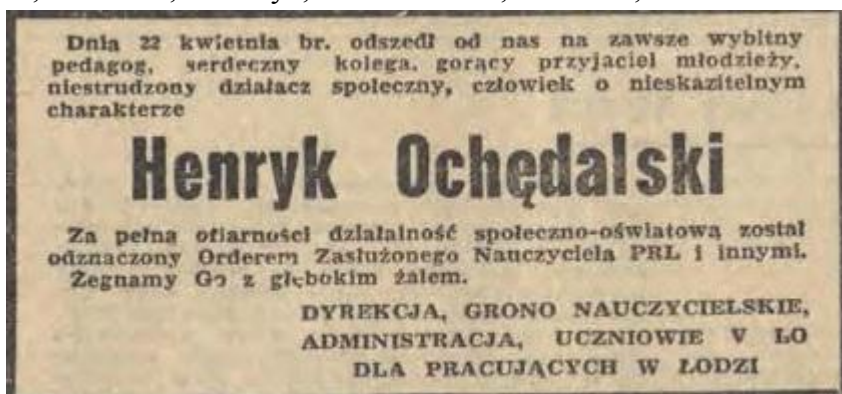 Dnia 22 kwietnia br. odszedł od nas na zawsze wybitny
pedagog, serdeczny kolega, gorący przyjaciel młodzieży,
niestrudzony działacz społeczny, człowiek o nieskazitelnym
charakterze
Henryk Ochędalski
Za pełną ofiarności działalność społeczno-oświatową został
odznaczony Orderem Zasłużonego Nauczyciela PRL i innymi.
Żegnamy Go z głębokim żalem.
DYREKCJA, GRONO NAUCZYCIELSKIE,
ADMINISTRACJA, UCZNIOWIE V LO
DLA PRACUJĄCYCH W ŁODZI